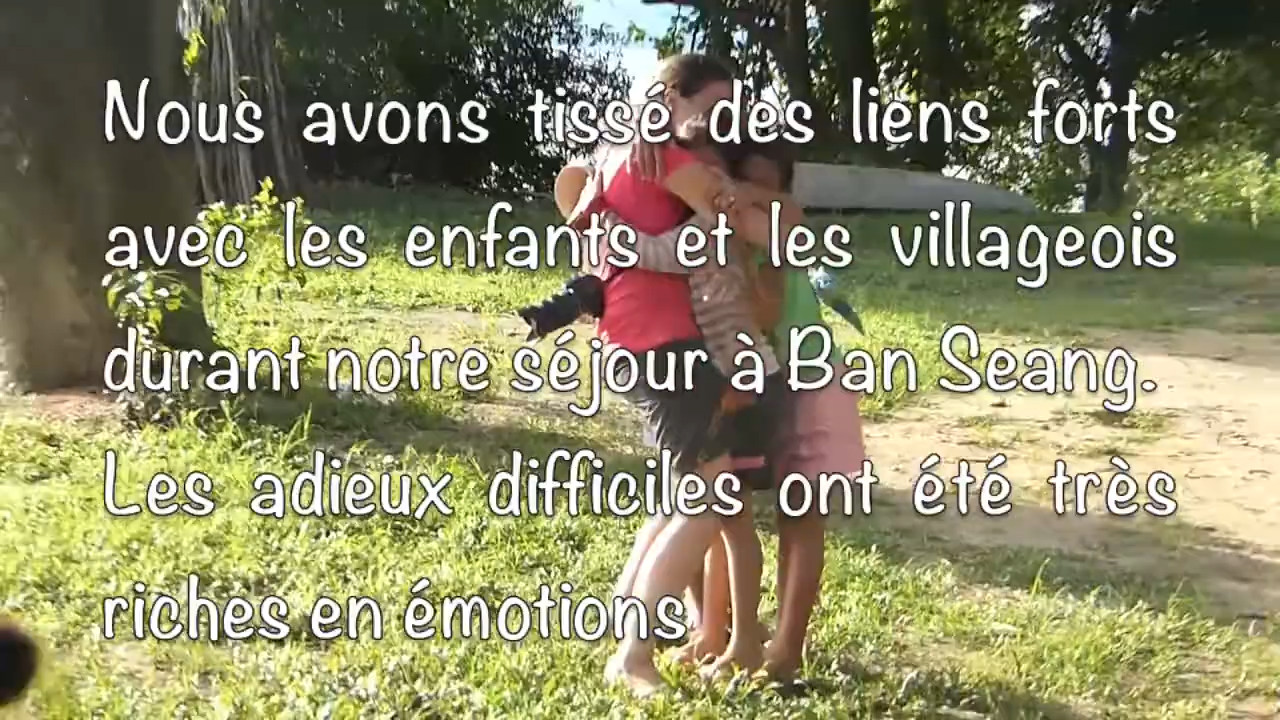 Nous avons tissé des liens forts
avec les enfants et les villageois
durant notre séjour à Ban Seang.
Les adieux difficiles ont été très
riches en émotions